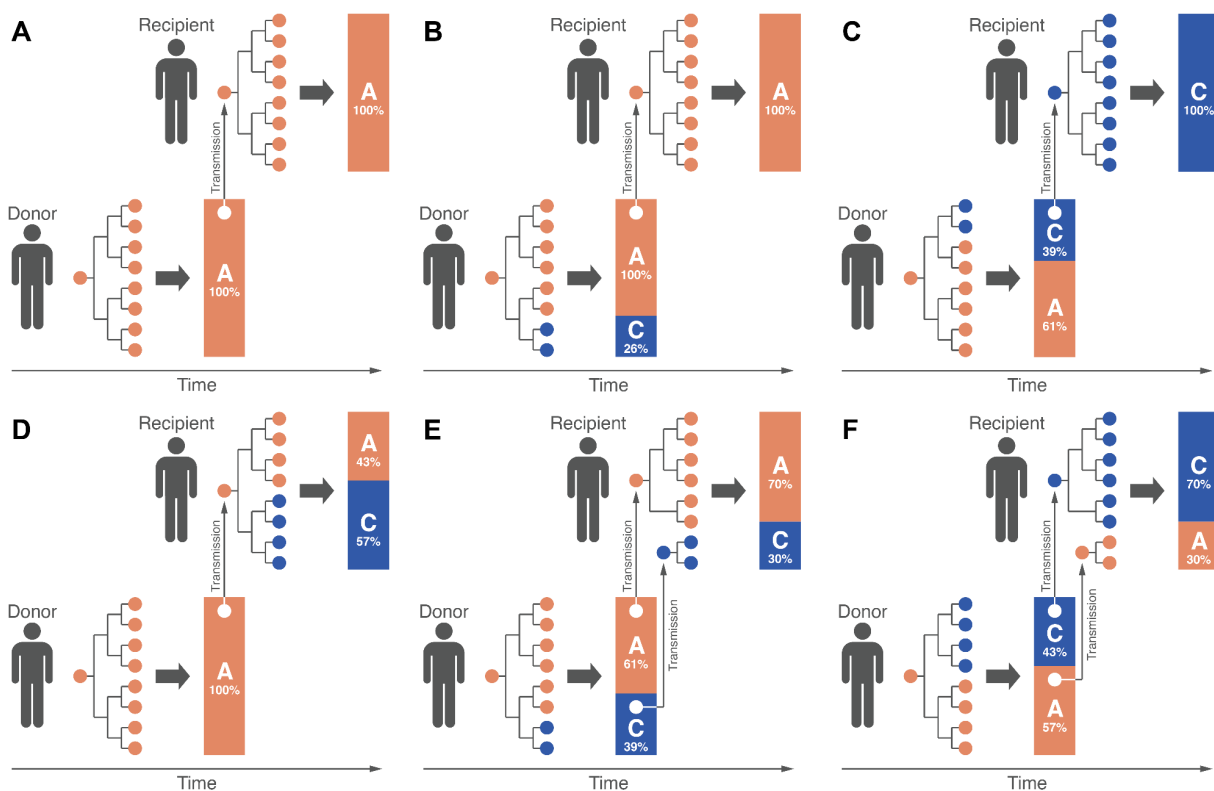 A
Recipient
A
100%
Transmission
Donor
A
100%
Time
B
Recipient
A
100%
Transmission
Donor
A
100%
C
26%
Time
C
Recipient
C
100%
Transmission
Donor
C
39%
A
61%
Time
D
Recipient
A
43%
C
57%
Transmission
Donor
A
100%
Time
E
Recipient
A
70%
C
30%
Transmission
Transmission
Donor
A
61%
C
39%
Time
F
Recipient
C
70%
A
30%
Transmission
Transmission
Donor
C
43%
A
57%
Time